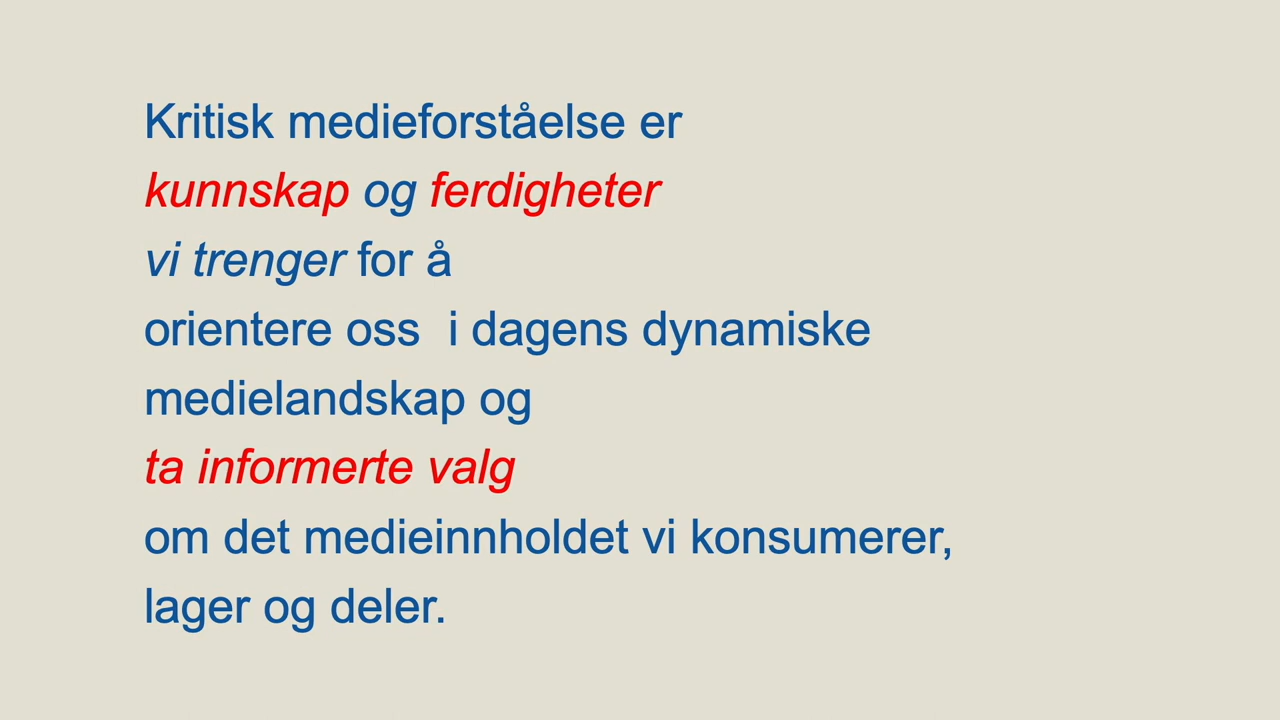 Kritisk medieforståelse er
kunnskap og ferdigheter
vi trenger for å
orientere oss  i dagens dynamiske
medielandskap og
ta informerte valg
om det medieinnholdet vi konsumerer,
lager og deler.